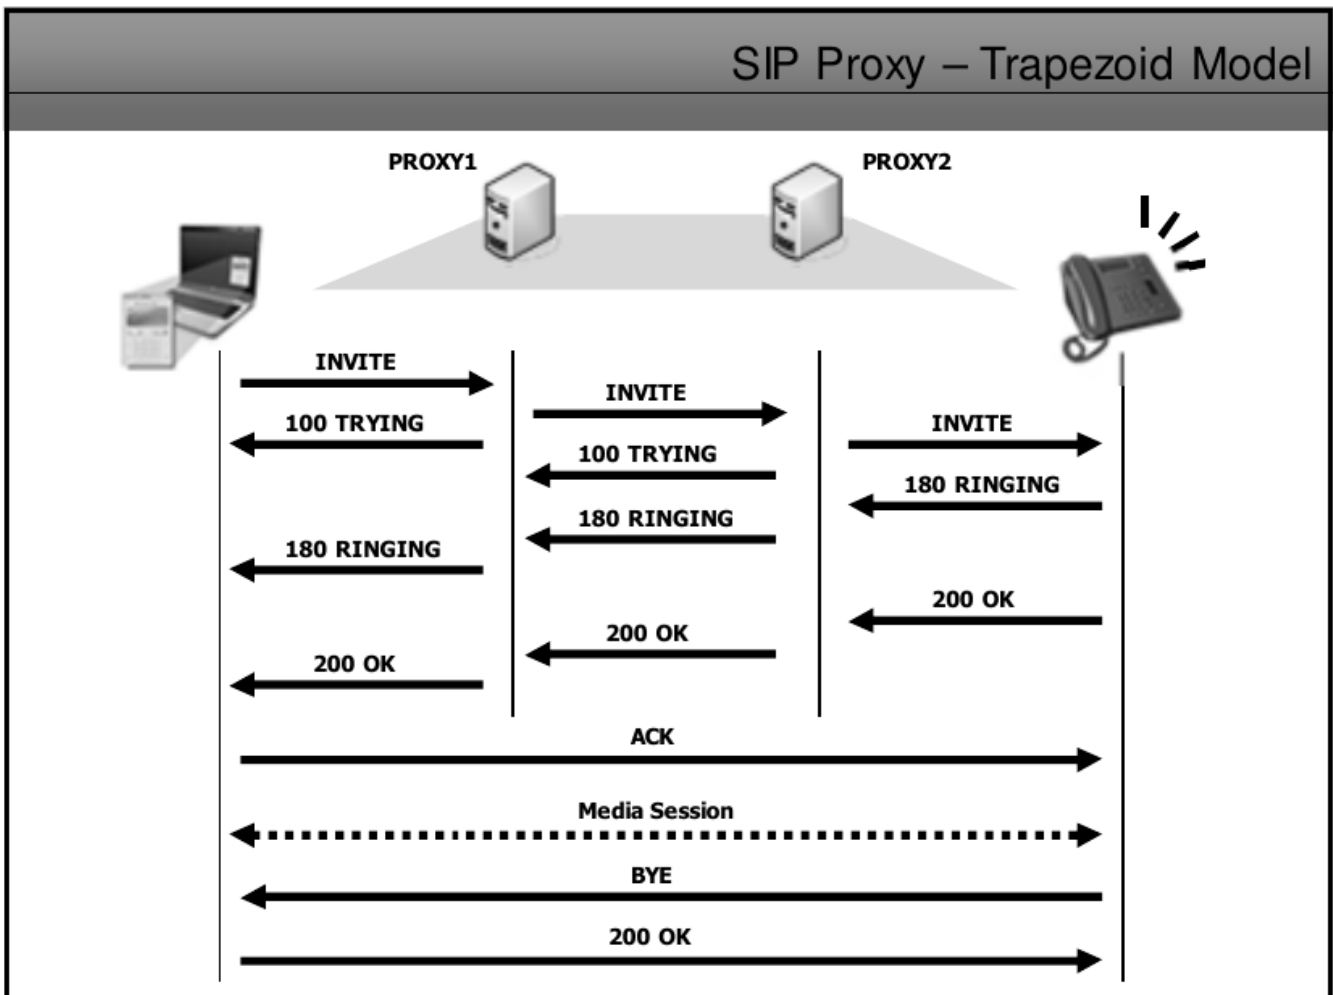 SIP Proxy – Trapezoid Model
PROXY1
PROXY2
INVITE
INVITE
100 TRYING
INVITE
100 TRYING
180 RINGING
180 RINGING
180 RINGING
200 OK
200 OK
200 OK
ACK
Media Session
BYE
200 OK